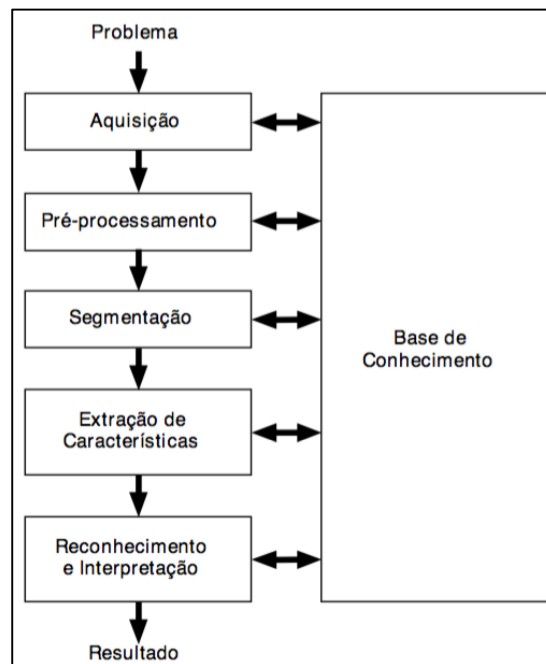 Problema
Aquisição
Pré-processamento
Segmentação
Extração de
Características
Reconhecimento
e Interpretação
Resultado
Base de
Conhecimento